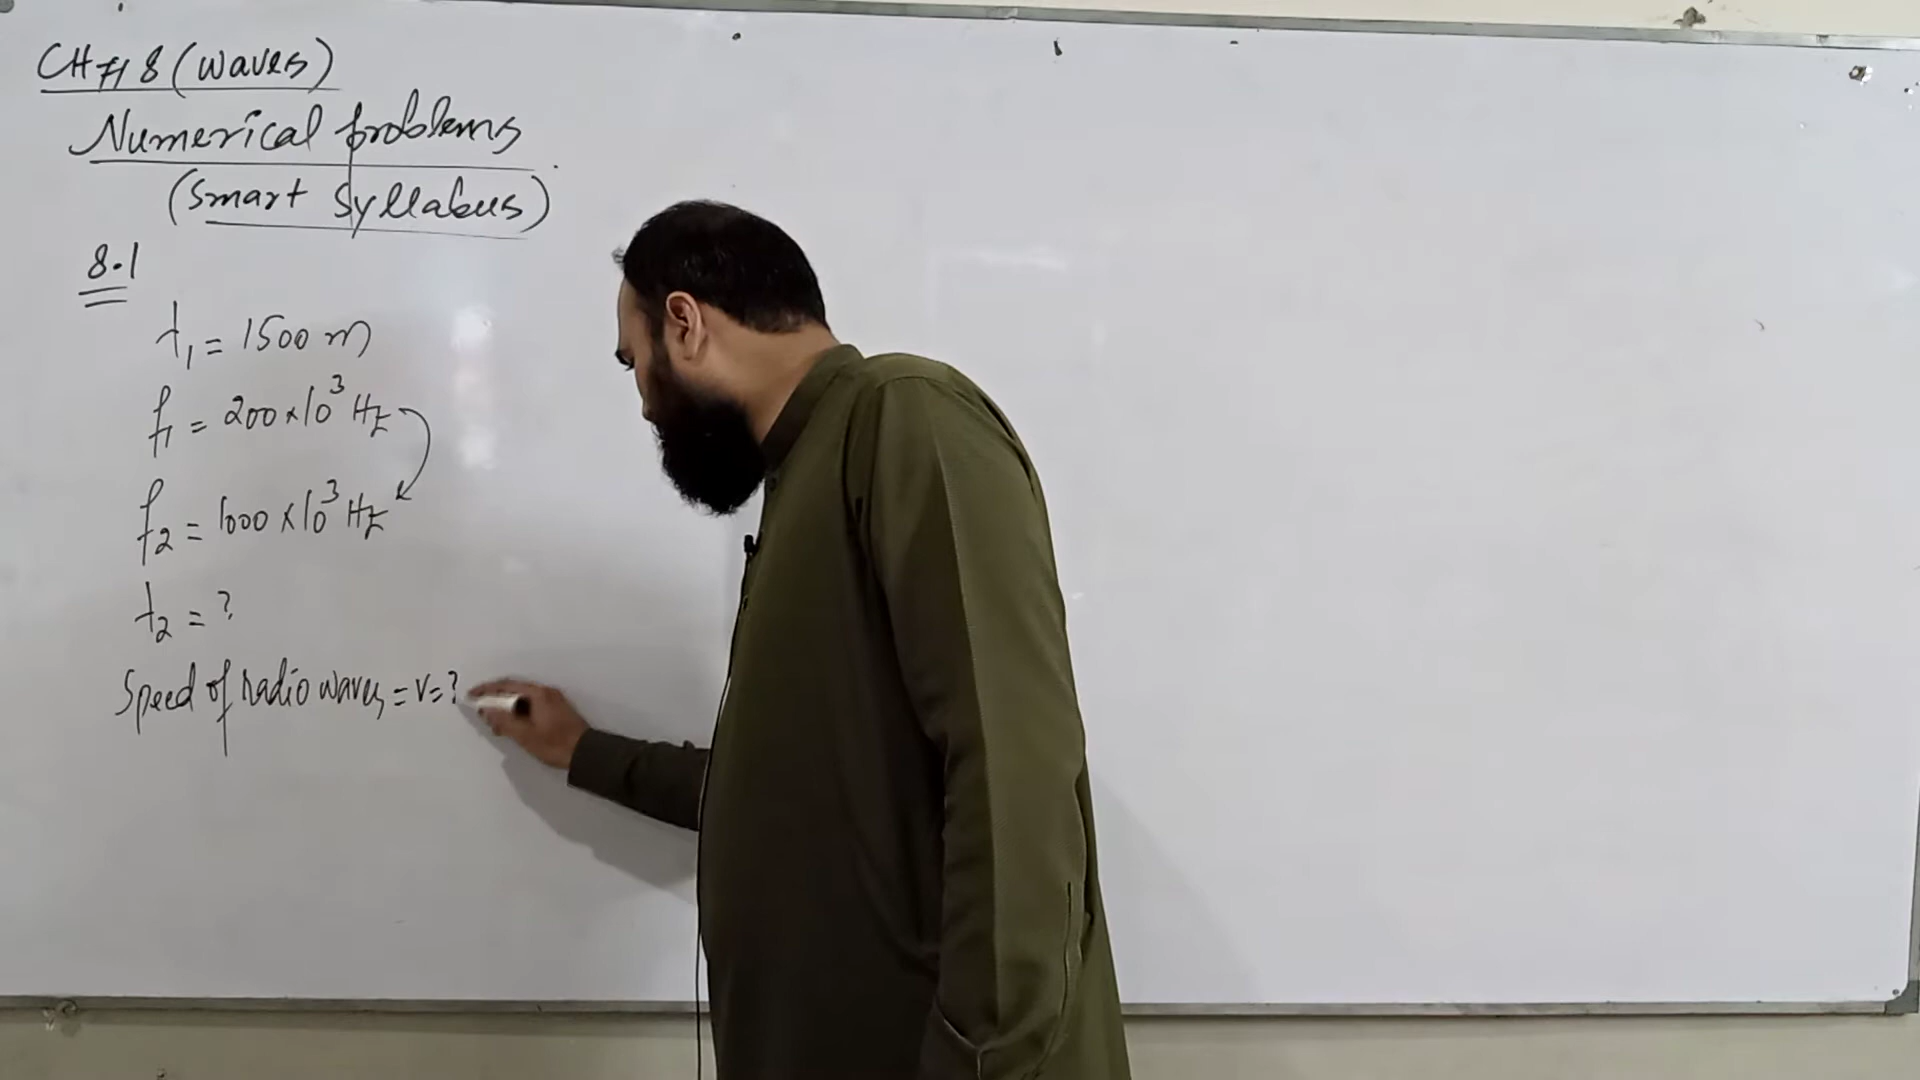 CH # 8 (Waves)
Numerical problems
(Smart Syllabus)
8.1
λ₁ = 1500 m
f₁ = 200×10³ Hz
f₂ = 1000×10³ Hz
λ₂ = ?
Speed of radio waves = v = ?